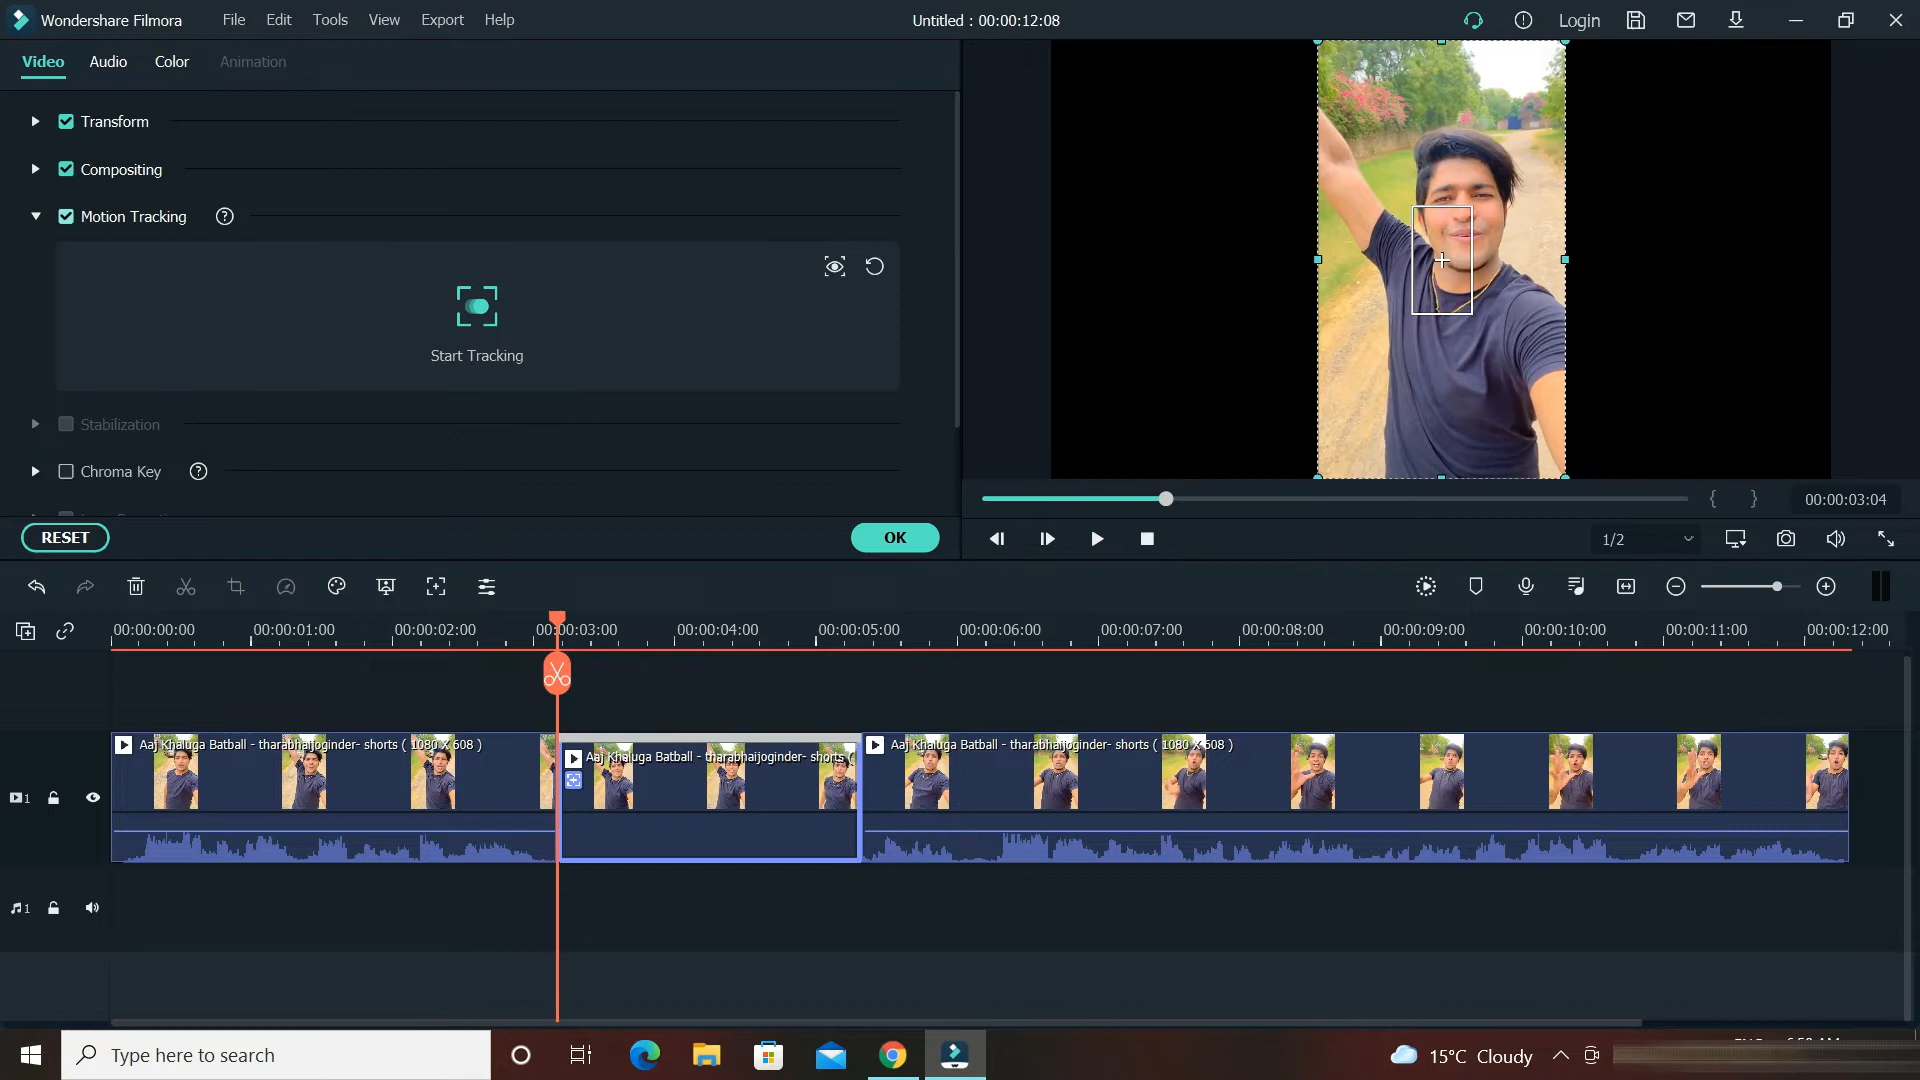 Wondershare Filmora File Edit Tools View Export Help Untitled : 00:00:12:08 Login
Video Audio Color Animation
Transform
Compositing
Motion Tracking
Start Tracking
Stabilization
Chroma Key
RESET OK
00:00:03:04
1/2
00:00:00:00 00:00:01:00 00:00:02:00 00:00:03:00 00:00:04:00 00:00:05:00 00:00:06:00 00:00:07:00 00:00:08:00 00:00:09:00 00:00:10:00 00:00:11:00 00:00:12:00
Aaj Khaluga Batball - tharabhaijoginder- shorts ( 1080 X 608 )
Aaj Khaluga Batball - tharabhaijoginder- shorts (
Aaj Khaluga Batball - tharabhaijoginder- shorts ( 1080 X 608 )
1
1
Type here to search
15°C Cloudy